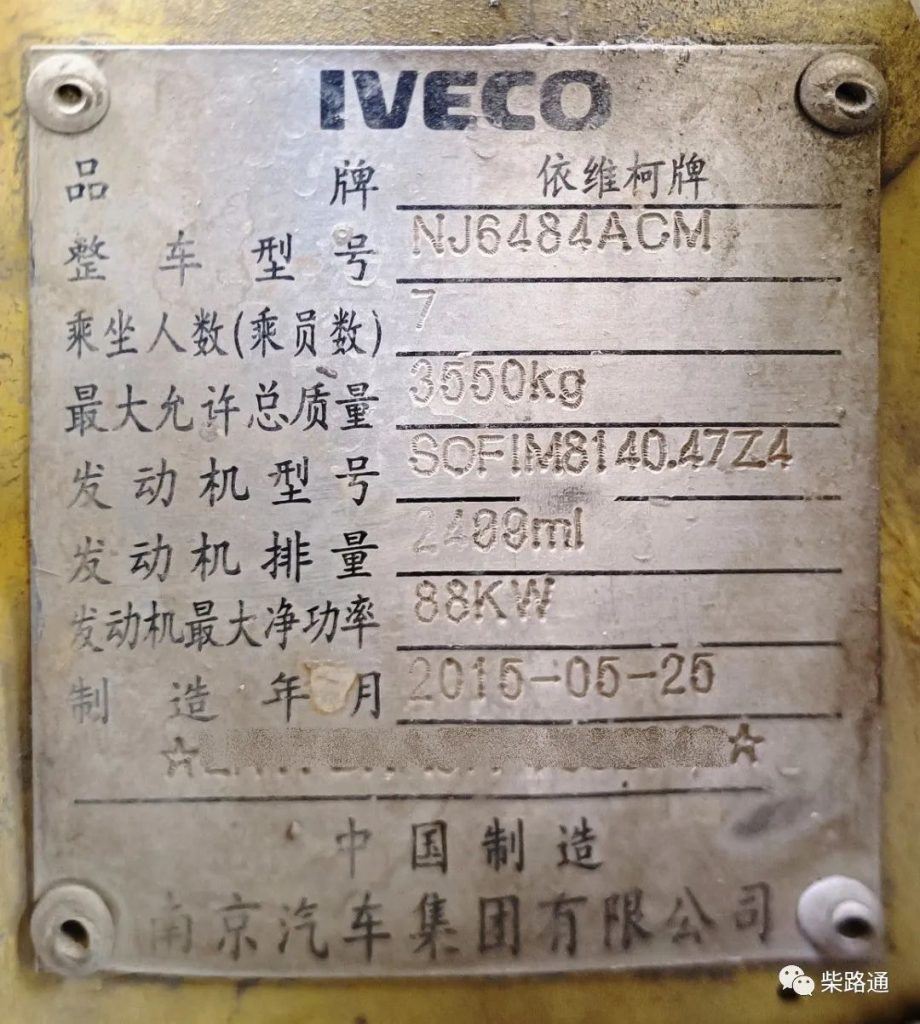 IVECO
品牌 依维柯牌
整车型号 NJ6484ACM
乘坐人数(乘员数) 7
最大允许总质量 3550kg
发动机型号 SOFIM8140.47Z4
发动机排量 2499ml
发动机最大净功率 88KW
制造年月 2015-05-25
中国制造
南京汽车集团有限公司
柴路通